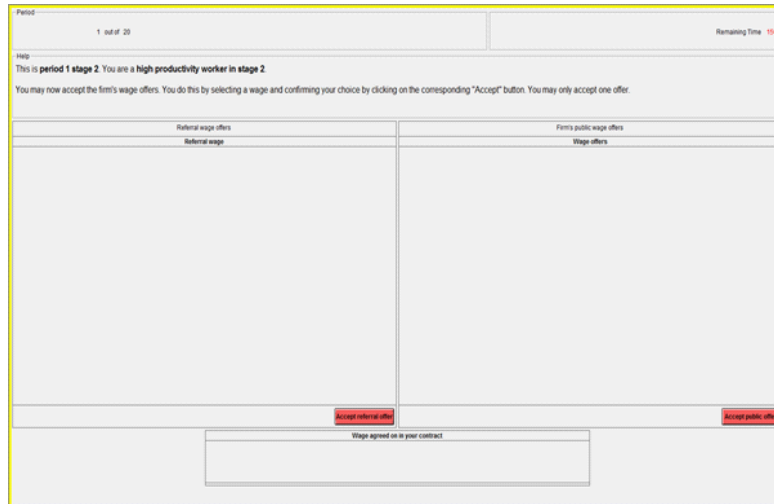 Period
1 out of 20
Remaining Time
Help
This is period 1 stage 2. You are a high productivity worker in stage 2.
You may now accept the firm's wage offers. You do this by selecting a wage and confirming your choice by clicking on the corresponding "Accept" button. You may only accept one offer.
Referral wage offers
Firm's public wage offers
Referral wage
Wage offers
Accept referral offer
Accept public offe
Wage agreed on in your contract